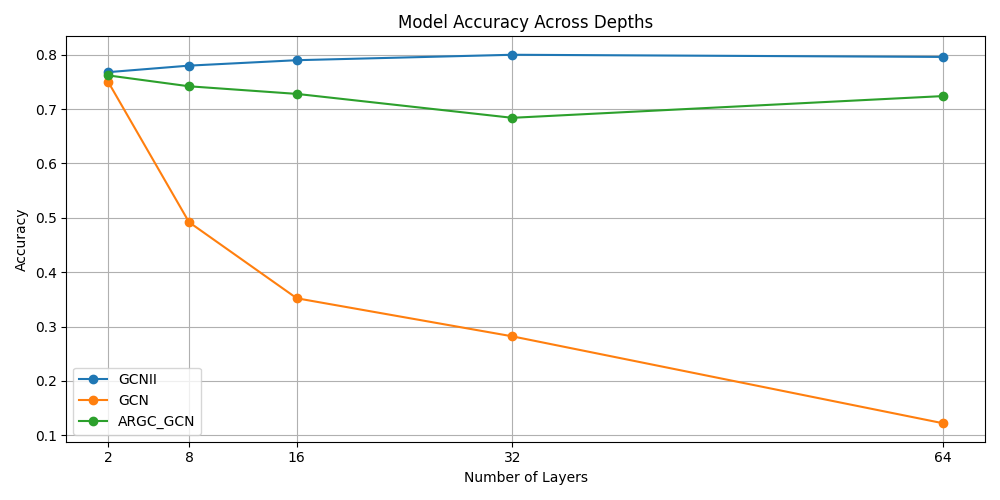 Model Accuracy Across Depths
Accuracy
0.8
0.7
0.6
0.5
0.4
0.3
0.2
0.1
GCNII
GCN
ARGC_GCN
2 8 16 32 64
Number of Layers